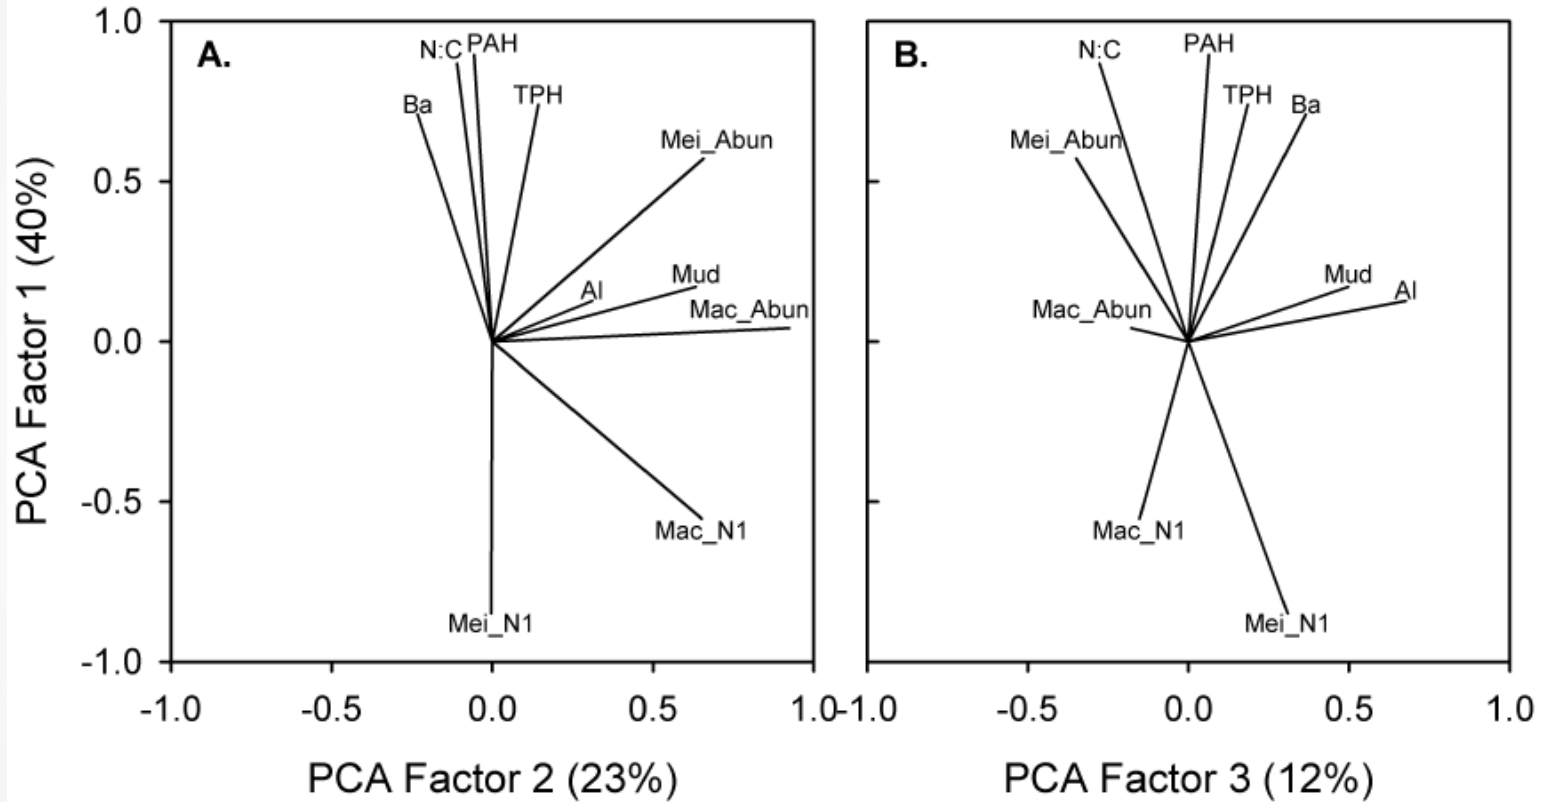 1.0
0.5
0.0
-0.5
-1.0
PCA Factor 1 (40%)
A.
N:C
PAH
Ba
TPH
Mei_Abun
Mud
Al
Mac_Abun
Mac_N1
Mei_N1
-1.0
-0.5
0.0
0.5
1.0
PCA Factor 2 (23%)
B.
N:C
PAH
TPH
Ba
Mei_Abun
Mud
Al
Mac_Abun
Mac_N1
Mei_N1
-1.0
-0.5
0.0
0.5
1.0
PCA Factor 3 (12%)